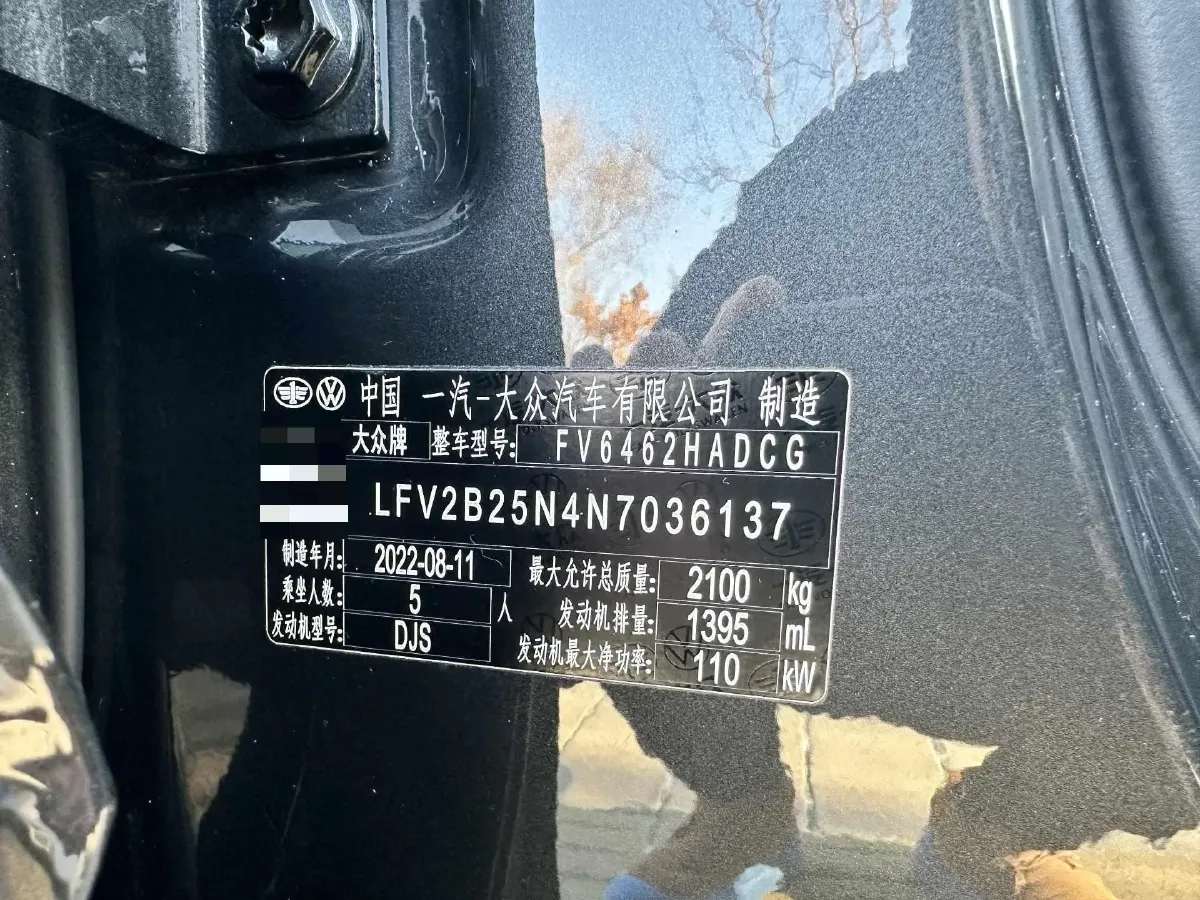 中国 一汽-大众汽车有限公司 制造
大众牌 整车型号: FV6462HADCG
LFV2B25N4N7036137
制造年月: 2022-08-11 最大允许总质量: 2100 kg
乘坐人数: 5 人 发动机排量: 1395 mL
发动机型号: DJS 发动机最大净功率: 110 kW